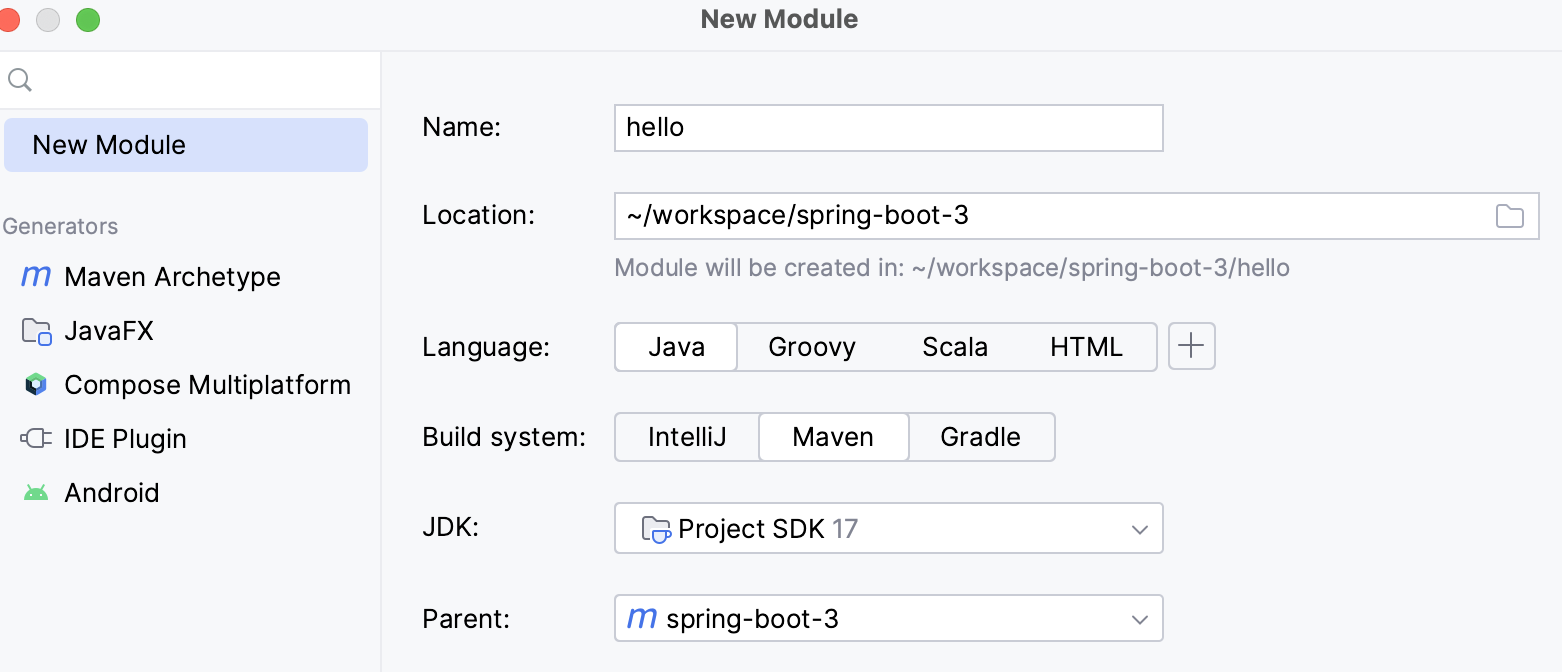 New Module
New Module
Generators
Maven Archetype
JavaFX
Compose Multiplatform
IDE Plugin
Android
Name: hello
Location: ~/workspace/spring-boot-3
Module will be created in: ~/workspace/spring-boot-3/hello
Language: Java Groovy Scala HTML
Build system: IntelliJ Maven Gradle
JDK: Project SDK 17
Parent: m spring-boot-3